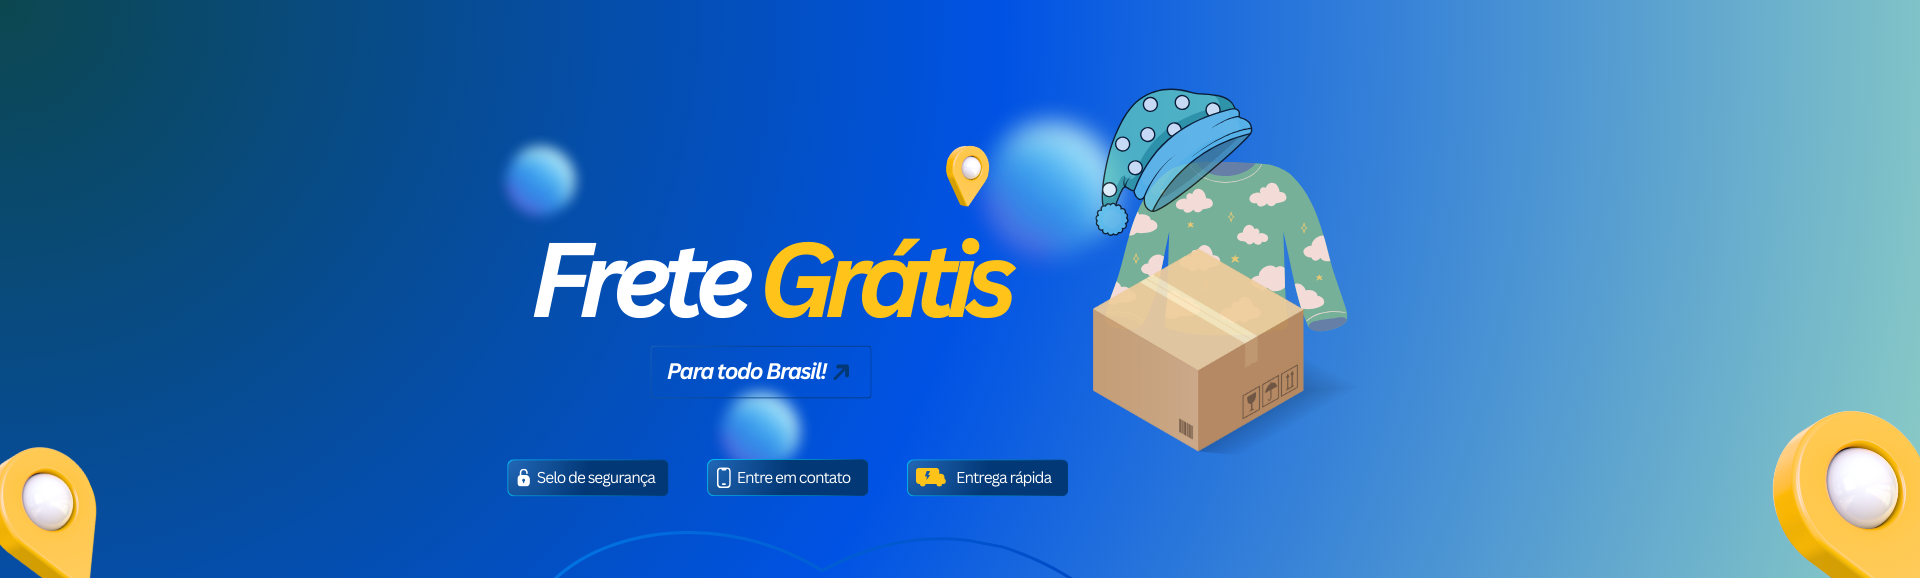 Frete Grátis
Para todo Brasil!
Selo de segurança
Entre em contato
Entrega rápida